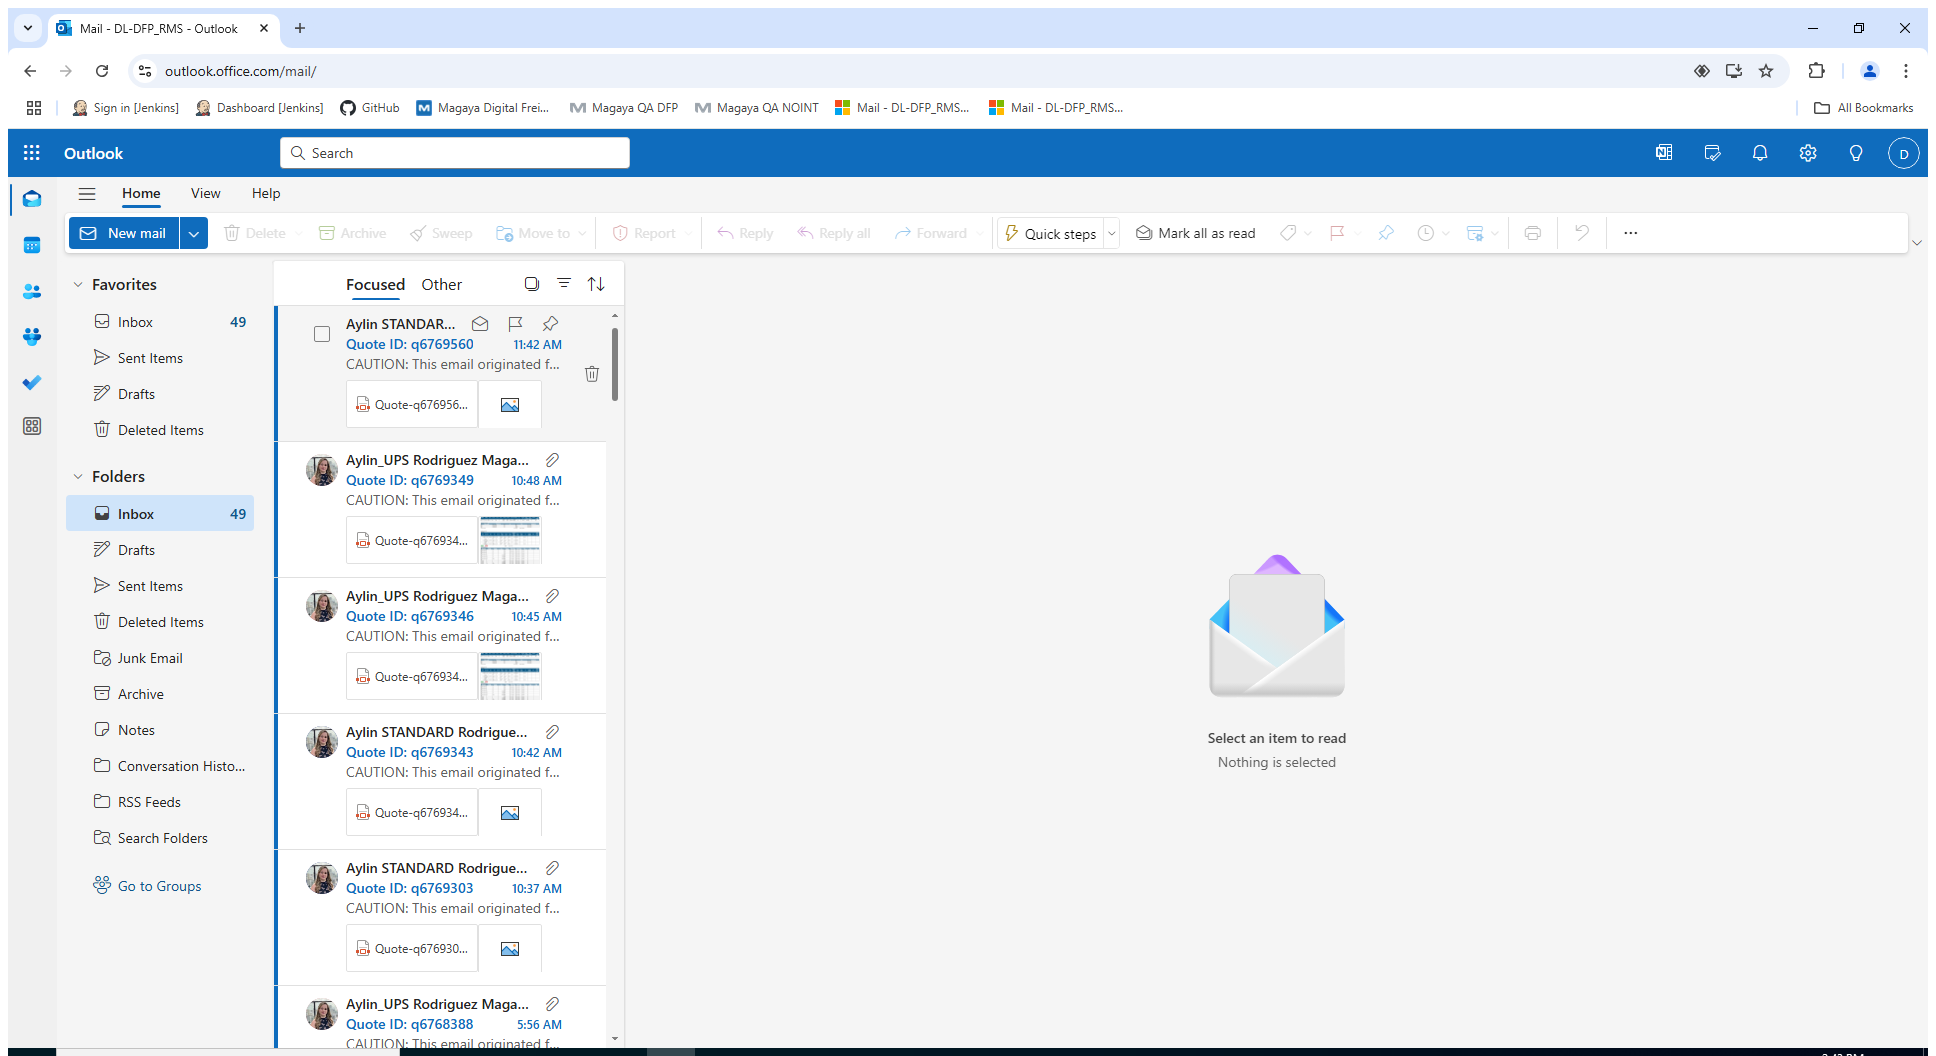 Mail - DL-DFP_RMS - Outlook
outlook.office.com/mail/
Sign in [Jenkins]
Dashboard [Jenkins]
GitHub
Magaya Digital Frei...
Magaya QA DFP
Magaya QA NOINT
Mail - DL-DFP_RMS...
Mail - DL-DFP_RMS...
All Bookmarks
Outlook
Search
D
Home
View
Help
New mail
Delete
Archive
Sweep
Move to
Report
Reply
Reply all
Forward
Quick steps
Mark all as read
Favorites
Inbox 49
Sent Items
Drafts
Deleted Items
Folders
Inbox 49
Drafts
Sent Items
Deleted Items
Junk Email
Archive
Notes
Conversation Histo...
RSS Feeds
Search Folders
Go to Groups
Focused
Other
Aylin STANDAR...
Quote ID: q6769560 11:42 AM
CAUTION: This email originated f...
Quote-q676956...
Aylin_UPS Rodriguez Maga...
Quote ID: q6769349 10:48 AM
CAUTION: This email originated f...
Quote-q676934...
Aylin_UPS Rodriguez Maga...
Quote ID: q6769346 10:45 AM
CAUTION: This email originated f...
Quote-q676934...
Aylin STANDARD Rodrigue...
Quote ID: q6769343 10:42 AM
CAUTION: This email originated f...
Quote-q676934...
Aylin STANDARD Rodrigue...
Quote ID: q6769303 10:37 AM
CAUTION: This email originated f...
Quote-q676930...
Aylin_UPS Rodriguez Maga...
Quote ID: q6768388 5:56 AM
CAUTION: This email originated f...
Select an item to read
Nothing is selected